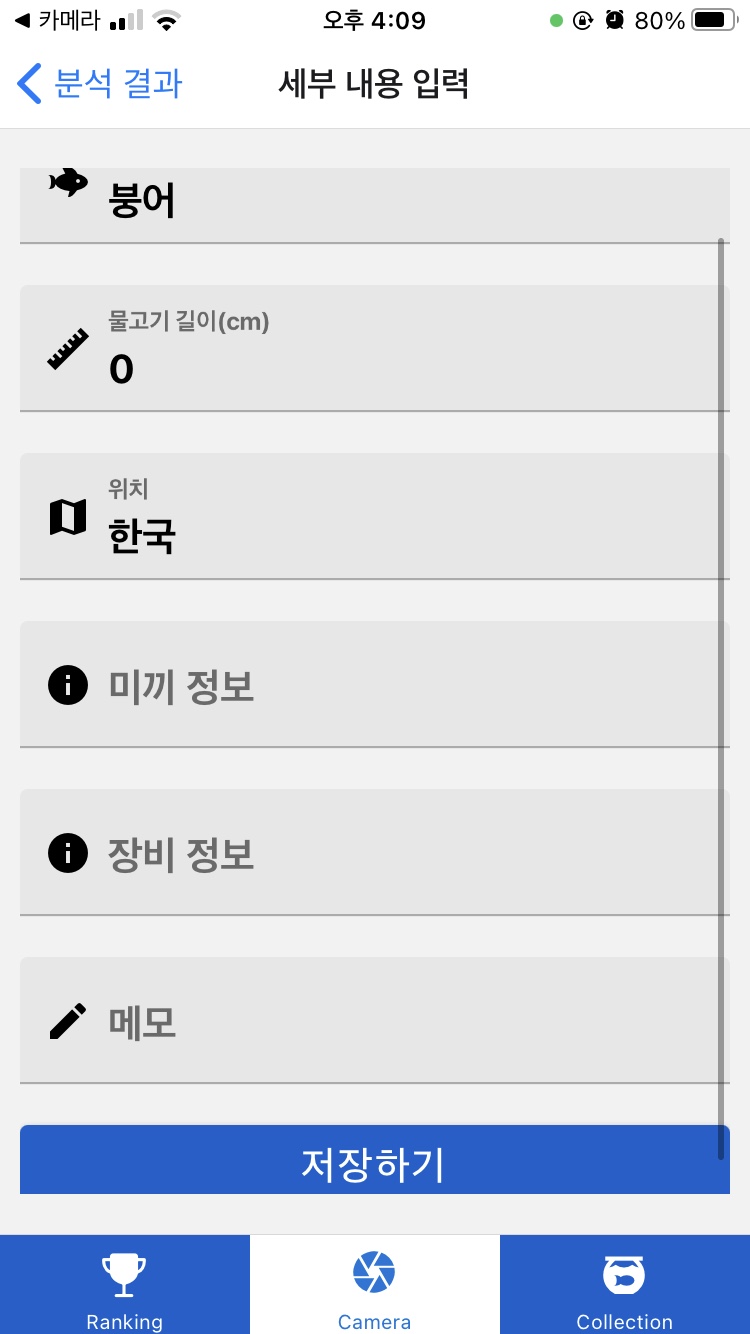 카메라
오후 4:09
80%
분석 결과
세부 내용 입력
붕어
물고기 길이(cm)
0
위치
한국
미끼 정보
장비 정보
메모
저장하기
Ranking
Camera
Collection